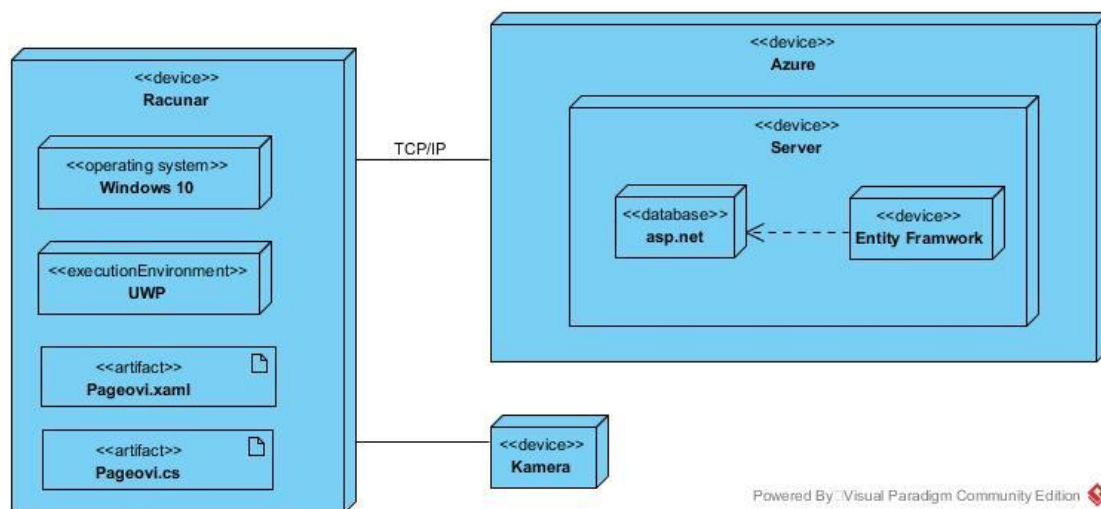 <<device>>
Racunar
<<operating system>>
Windows 10
<<executionEnvironment>>
UWP
<<artifact>>
Pageovi.xaml
<<artifact>>
Pageovi.cs
TCP/IP
<<device>>
Azure
<<device>>
Server
<<database>>
asp.net
<<device>>
Entity Framwork
<<device>>
Kamera
Powered By Visual Paradigm Community Edition